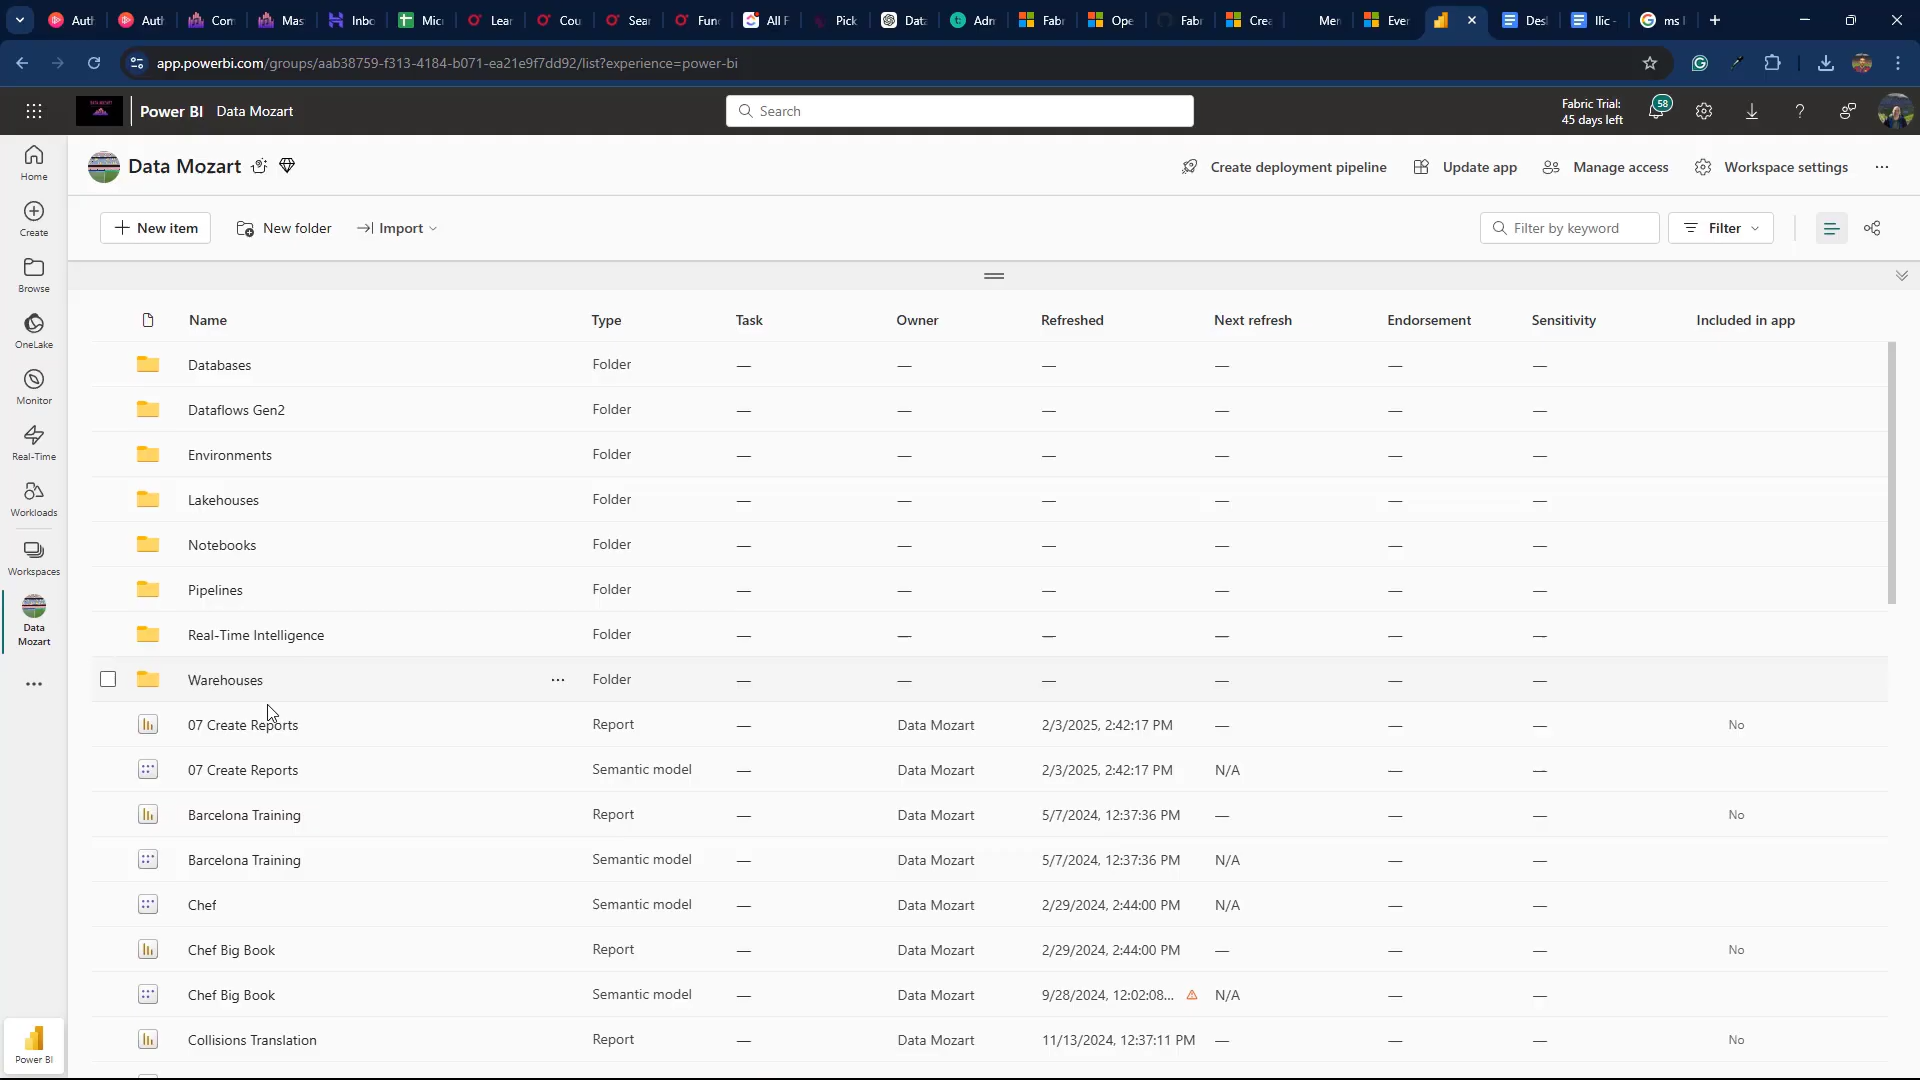 Auth
Auth
Com
Mas
Inbo
Micr
Lear
Cou
Sear
Func
All F
Pick
Data
Adm
Fabr
Ope
Fabr
Crea
Mem
Ever
Desk
Ilic -
ms l
app.powerbi.com/groups/aab38759-f313-4184-b071-ea21e9f7dd92/list?experience=power-bi
Power BI Data Mozart
Search
Fabric Trial:
45 days left
58
Home
Create
Browse
OneLake
Monitor
Real-Time
Workloads
Workspaces
Data
Mozart
Power BI
Data Mozart
Create deployment pipeline Update app Manage access Workspace settings
New item New folder Import
Filter by keyword Filter
Name Type Task Owner Refreshed Next refresh Endorsement Sensitivity Included in app
Databases Folder — — — — — —
Dataflows Gen2 Folder — — — — — —
Environments Folder — — — — — —
Lakehouses Folder — — — — — —
Notebooks Folder — — — — — —
Pipelines Folder — — — — — —
Real-Time Intelligence Folder — — — — — —
Warehouses ... Folder — — — — — —
07 Create Reports Report — Data Mozart 2/3/2025, 2:42:17 PM — — — No
07 Create Reports Semantic model — Data Mozart 2/3/2025, 2:42:17 PM N/A — —
Barcelona Training Report — Data Mozart 5/7/2024, 12:37:36 PM — — — No
Barcelona Training Semantic model — Data Mozart 5/7/2024, 12:37:36 PM N/A — —
Chef Semantic model — Data Mozart 2/29/2024, 2:44:00 PM N/A — —
Chef Big Book Report — Data Mozart 2/29/2024, 2:44:00 PM — — — No
Chef Big Book Semantic model — Data Mozart 9/28/2024, 12:02:08... N/A — —
Collisions Translation Report — Data Mozart 11/13/2024, 12:37:11 PM — — — No